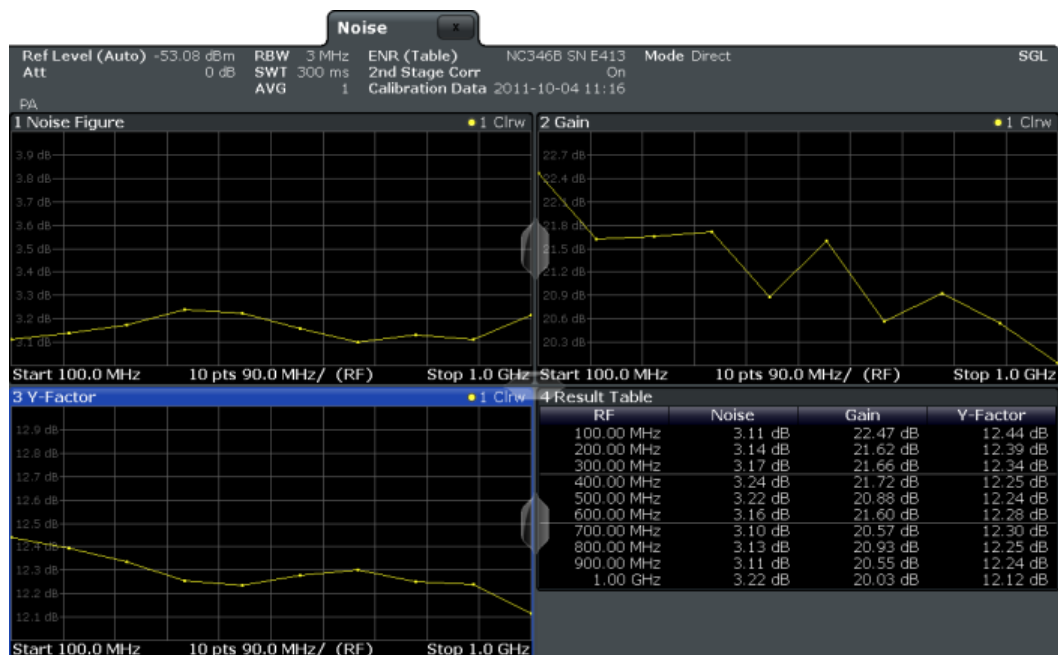 Noise x
Ref Level (Auto) -53.08 dBm RBW 3 MHz ENR (Table) NC346B SN E413 Mode Direct SGL
Att 0 dB SWT 300 ms 2nd Stage Corr On
AVG 1 Calibration Data 2011-10-04 11:16
PA
1 Noise Figure 1 Clrw
3.9 dB
3.8 dB
3.7 dB
3.6 dB
3.5 dB
3.4 dB
3.3 dB
3.2 dB
3.1 dB
Start 100.0 MHz 10 pts 90.0 MHz/ (RF) Stop 1.0 GHz
2 Gain 1 Clrw
22.7 dB
22.4 dB
22.1 dB
21.8 dB
21.5 dB
21.2 dB
20.9 dB
20.6 dB
20.3 dB
Start 100.0 MHz 10 pts 90.0 MHz/ (RF) Stop 1.0 GHz
3 Y-Factor 1 Clrw
12.9 dB
12.8 dB
12.7 dB
12.6 dB
12.5 dB
12.4 dB
12.3 dB
12.2 dB
12.1 dB
Start 100.0 MHz 10 pts 90.0 MHz/ (RF) Stop 1.0 GHz
4 Result Table
RF Noise Gain Y-Factor
100.00 MHz 3.11 dB 22.47 dB 12.44 dB
200.00 MHz 3.14 dB 21.62 dB 12.39 dB
300.00 MHz 3.17 dB 21.66 dB 12.34 dB
400.00 MHz 3.24 dB 21.72 dB 12.25 dB
500.00 MHz 3.22 dB 20.88 dB 12.24 dB
600.00 MHz 3.16 dB 21.60 dB 12.28 dB
700.00 MHz 3.10 dB 20.57 dB 12.30 dB
800.00 MHz 3.13 dB 20.93 dB 12.25 dB
900.00 MHz 3.11 dB 20.55 dB 12.24 dB
1.00 GHz 3.22 dB 20.03 dB 12.12 dB